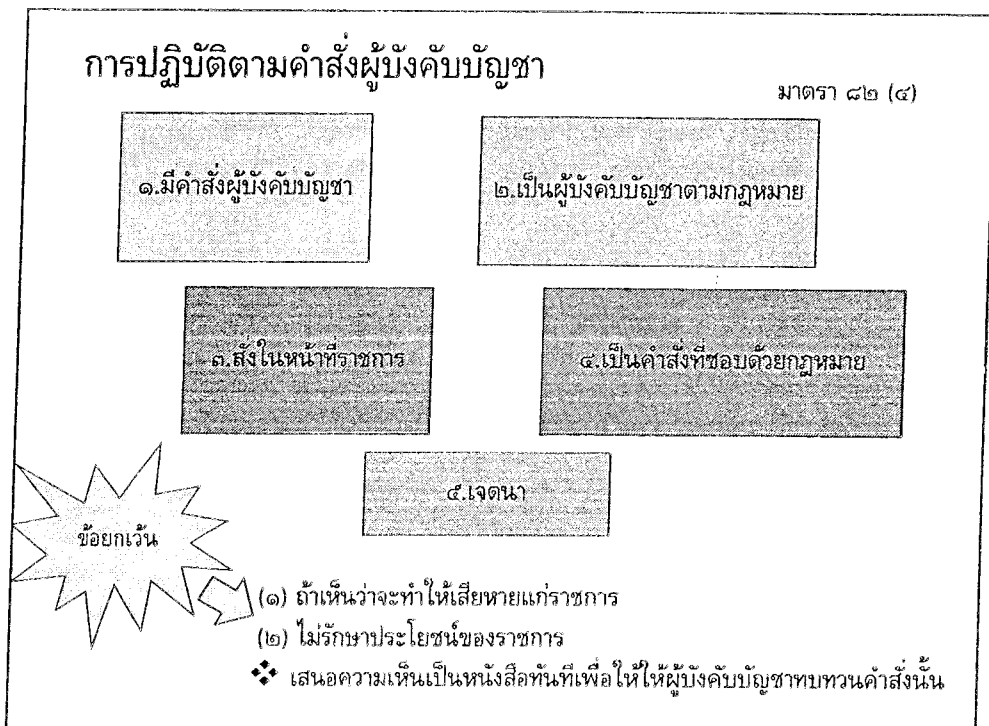 การปฏิบัติตามคำสั่งผู้บังคับบัญชา
มาตรา ๘๒ (๔)
๑.มีคำสั่งผู้บังคับบัญชา
๒.เป็นผู้บังคับบัญชาตามกฎหมาย
๓.สั่งในหน้าที่ราชการ
๔.เป็นคำสั่งที่ชอบด้วยกฎหมาย
๕.เจตนา
ข้อยกเว้น
(๑) ถ้าเห็นว่าจะทำให้เสียหายแก่ราชการ
(๒) ไม่รักษาประโยชน์ของราชการ
❖ เสนอความเห็นเป็นหนังสือทันทีเพื่อให้ให้ผู้บังคับบัญชาทบทวนคำสั่งนั้น